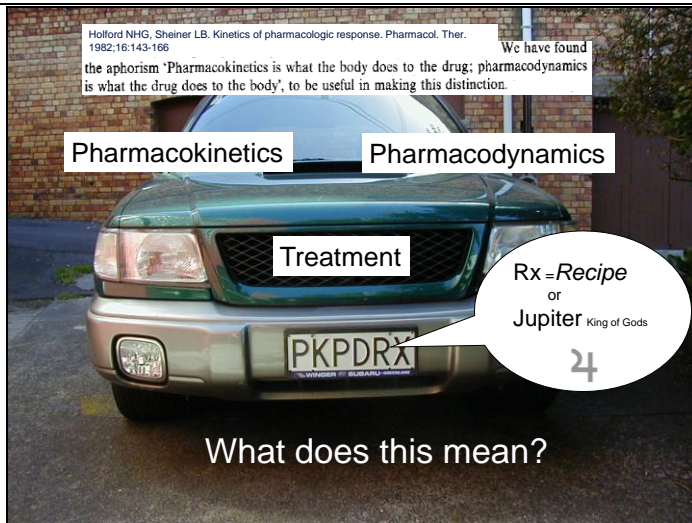 Holford NHG, Sheiner LB. Kinetics of pharmacologic response. Pharmacol. Ther.
1982;16:143-166
We have found
the aphorism ‘Pharmacokinetics is what the body does to the drug; pharmacodynamics
is what the drug does to the body’, to be useful in making this distinction.
Pharmacokinetics
Pharmacodynamics
Treatment
Rx =Recipe
or
Jupiter King of Gods
♃
PKPDRX
WINGER SUBARU
What does this mean?